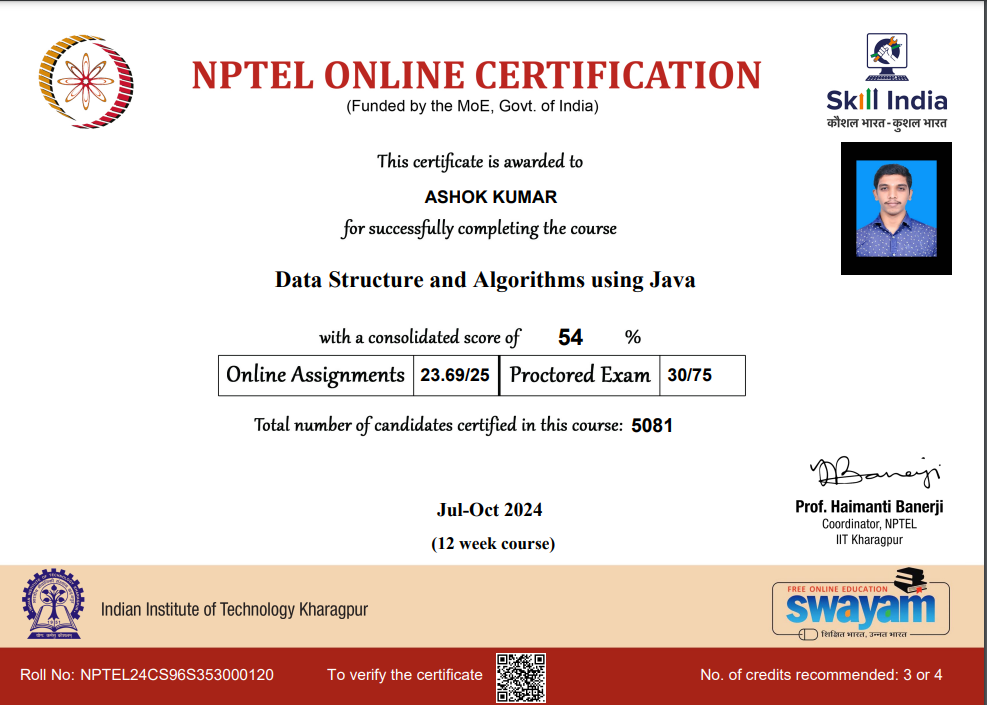 NPTEL ONLINE CERTIFICATION
(Funded by the MoE, Govt. of India)
Skill India
कौशल भारत - कुशल भारत
This certificate is awarded to
ASHOK KUMAR
for successfully completing the course
Data Structure and Algorithms using Java
with a consolidated score of 54 %
Online Assignments 23.69/25 Proctored Exam 30/75
Total number of candidates certified in this course: 5081
Jul-Oct 2024
(12 week course)
Prof. Haimanti Banerji
Coordinator, NPTEL
IIT Kharagpur
Indian Institute of Technology Kharagpur
FREE ONLINE EDUCATION
swayam
शिक्षित भारत, उन्नत भारत
Roll No: NPTEL24CS96S353000120 To verify the certificate No. of credits recommended: 3 or 4